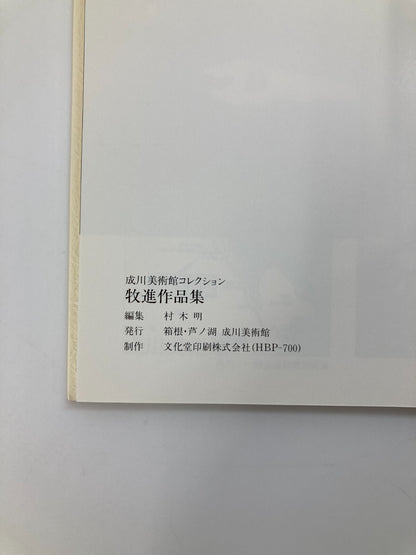 成川美術館コレクション
牧進作品集
編集 村木明
発行 箱根・芦ノ湖 成川美術館
制作 文化堂印刷株式会社(HBP-700)